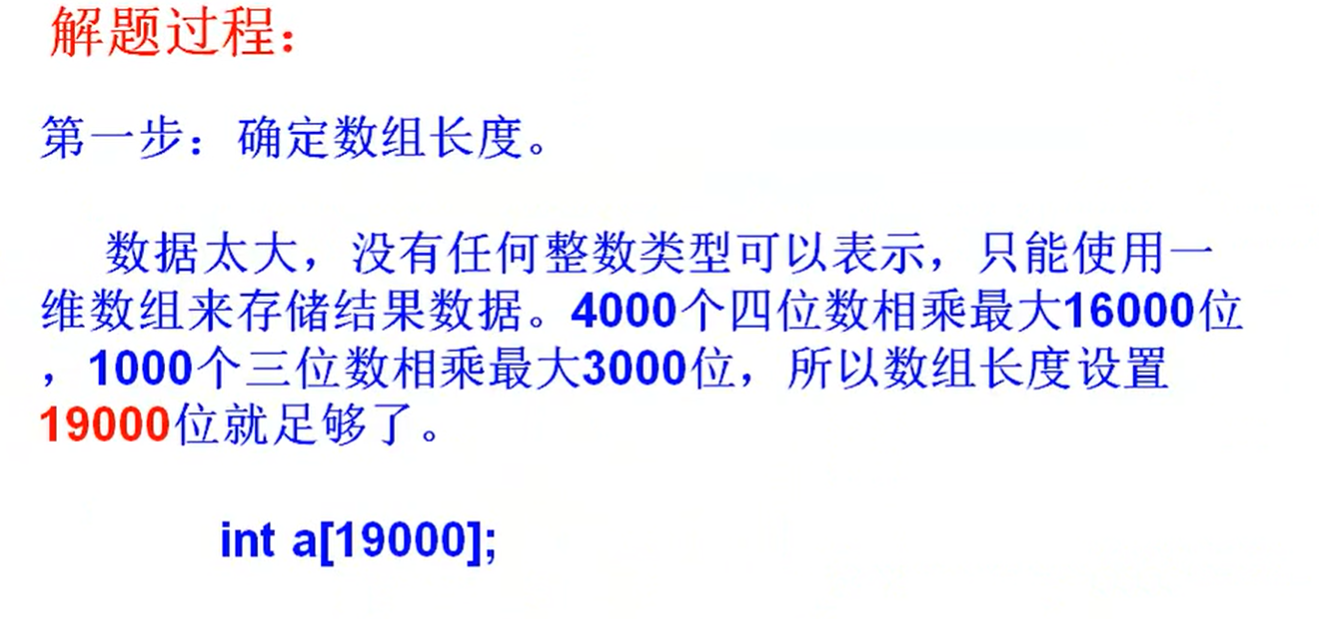 解题过程：
第一步：确定数组长度。
数据太大，没有任何整数类型可以表示，只能使用一
维数组来存储结果数据。4000个四位数相乘最大16000位
，1000个三位数相乘最大3000位，所以数组长度设置
19000位就足够了。
int a[19000];